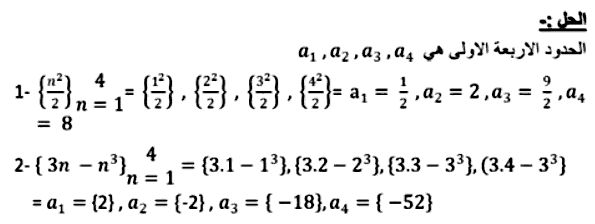 الحل :-
الحدود الاربعة الاولى هي a₁ , a₂ , a₃ , a₄
1- {n²/2} 4 n = 1 = {1²/2} , {2²/2} , {3²/2} , {4²/2} = a₁ = 1/2 , a₂ = 2 , a₃ = 9/2 , a₄
= 8
2- { 3n − n³} 4 n = 1 = {3.1 − 1³}, {3.2 − 2³}, {3.3 − 3³}, (3.4 − 3³}
= a₁ = {2} , a₂ = {-2} , a₃ = { −18}, a₄ = { −52}